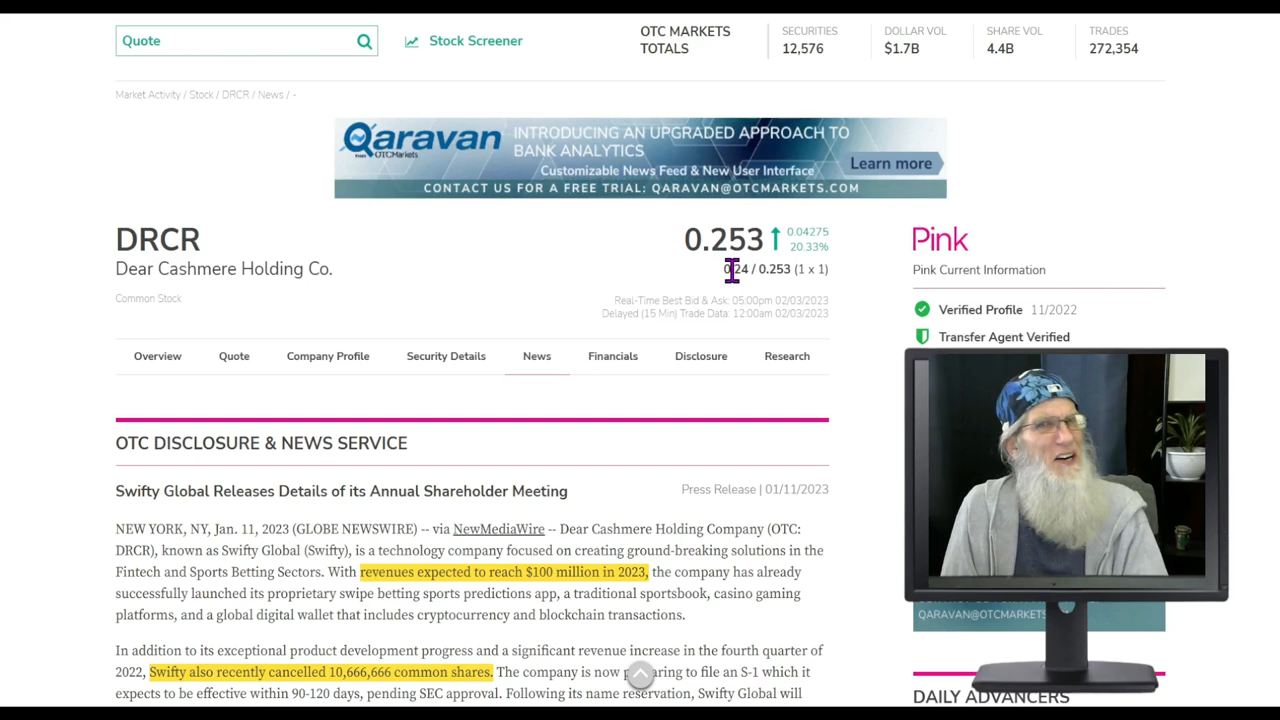 Quote
Stock Screener
OTC MARKETS
TOTALS
SECURITIES
12,576
DOLLAR VOL
$1.7B
SHARE VOL
4.4B
TRADES
272,354
Market Activity / Stock / DRCR / News / -
Qaravan
OTCMarkets
INTRODUCING AN UPGRADED APPROACH TO
BANK ANALYTICS
Customizable News Feed & New User Interface
Learn more
CONTACT US FOR A FREE TRIAL: QARAVAN@OTCMARKETS.COM
DRCR
Dear Cashmere Holding Co.
Common Stock
0.253
0.04275
20.33%
0.24 / 0.253 (1 x 1)
Real-Time Best Bid & Ask: 05:00pm 02/03/2023
Delayed (15 Min) Trade Data: 12:00am 02/03/2023
Pink
Pink Current Information
Verified Profile 11/2022
Transfer Agent Verified
Overview
Quote
Company Profile
Security Details
News
Financials
Disclosure
Research
OTC DISCLOSURE & NEWS SERVICE
Swifty Global Releases Details of its Annual Shareholder Meeting
Press Release | 01/11/2023
NEW YORK, NY, Jan. 11, 2023 (GLOBE NEWSWIRE) -- via NewMediaWire -- Dear Cashmere Holding Company (OTC:
DRCR), known as Swifty Global (Swifty), is a technology company focused on creating ground-breaking solutions in the
Fintech and Sports Betting Sectors. With revenues expected to reach $100 million in 2023, the company has already
successfully launched its proprietary swipe betting sports predictions app, a traditional sportsbook, casino gaming
platforms, and a global digital wallet that includes cryptocurrency and blockchain transactions.
In addition to its exceptional product development progress and a significant revenue increase in the fourth quarter of
2022, Swifty also recently cancelled 10,666,666 common shares. The company is now preparing to file an S-1 which it
expects to be effective within 90-120 days, pending SEC approval. Following its name reservation, Swifty Global will
QARAVAN@OTCMARKETS
DAILY ADVANCERS